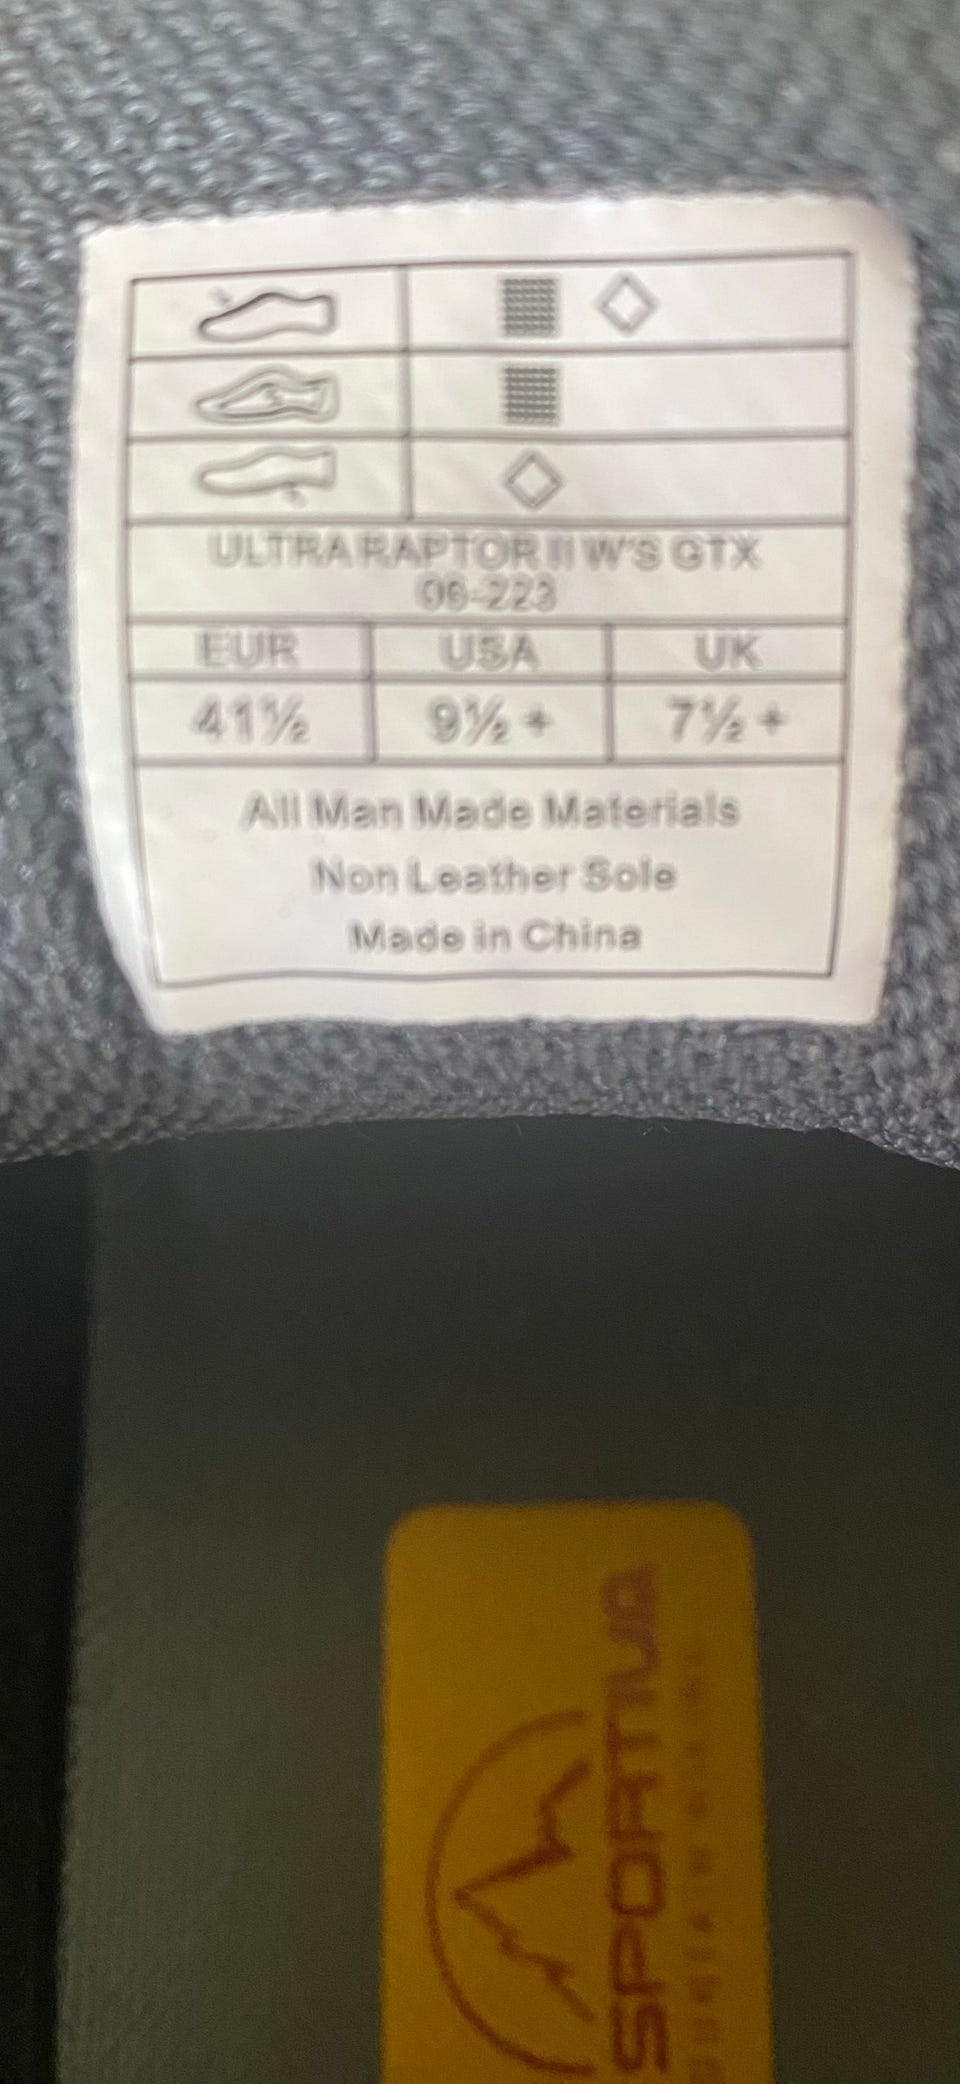 ULTRA RAPTOR II W'S GTX
06-223
EUR USA UK
41½ 9½ + 7½ +
All Man Made Materials
Non Leather Sole
Made in China
SPORTIVA